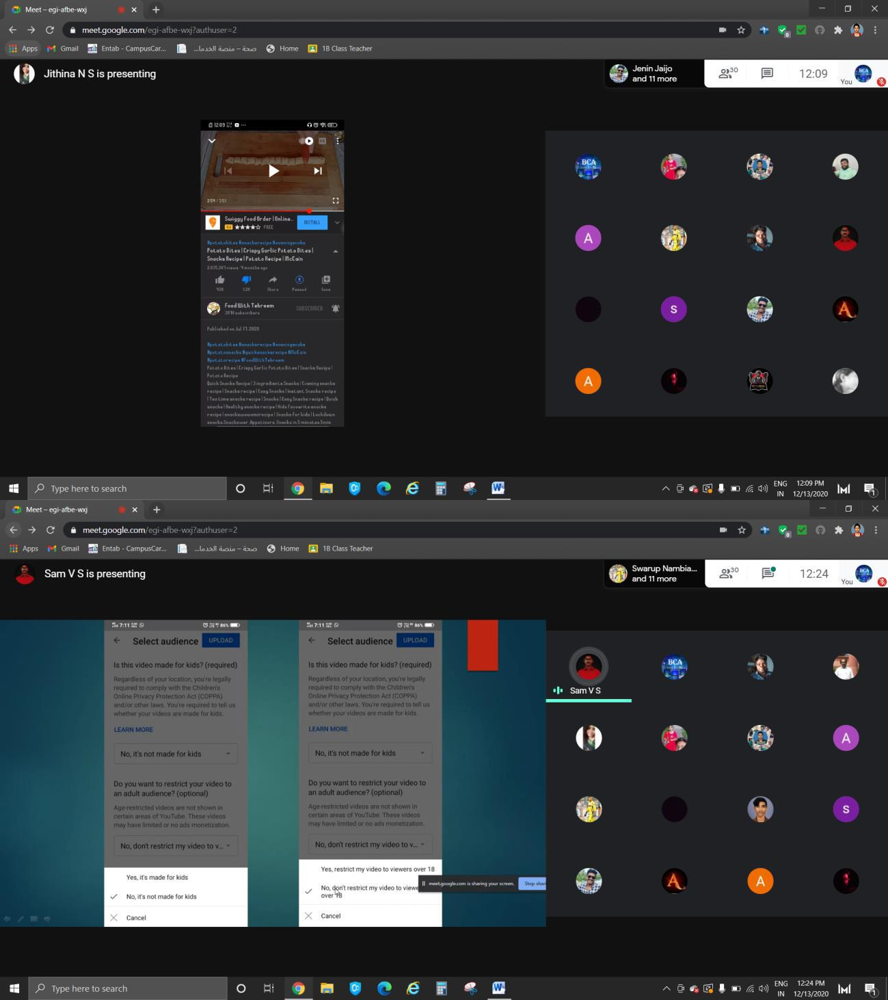 Meet – egi-afbe-wxj
meet.google.com/egi-afbe-wxj?authuser=2
Apps Gmail Entab - CampusCar... صحة – منصة الخدما... Home 1B Class Teacher
Jithina N S is presenting
Jenin Jaijo
and 11 more
30
12:09
You
BCA
12:09
2:54 / 3:51
Swiggy Food Order | Online...
Ad FREE
INSTALL
#potatobites #snacksrecipe #eveningsnacks
Potato Bites | Crispy Garlic Potato Bites |
Snacks Recipe | Potato Recipe | McCain
views · 9 months ago
Share Paused Save
Food With Tehreem
subscribers
SUBSCRIBED
Published on Jul 17, 2020
#potatobites #snacksrecipe #eveningsnacks
#potatosnacks #quicksnacksrecipe #McCain
#potatorecipe #FoodWithTehreem
Potato Bites | Crispy Garlic Potato Bites | Snacks Recipe |
Potato Recipe
Quick Snacks Recipe | 3 ingredients Snacks | Evening snacks
recipe | Snacks recipe | Easy Snacks | Instant Snacks recipe
| Tea time snacks recipe | Snacks | Easy Snacks recipe | Quick
snacks | Healthy snacks recipe | Kids favourite snacks
recipe | | Snacks for kids | Lockdown
snacks Appetizers Snacks in 5 minutes 5min
BCA
A
S A
A
Type here to search
ENG
IN
12:09 PM
12/13/2020
1
Meet – egi-afbe-wxj
meet.google.com/egi-afbe-wxj?authuser=2
Apps Gmail Entab - CampusCar... صحة – منصة الخدما... Home 1B Class Teacher
Sam V S is presenting
Swarup Nambia...
and 11 more
30
12:24
You
BCA
7:11
86%
Select audience UPLOAD
Is this video made for kids? (required)
Regardless of your location, you're legally
required to comply with the Children's
Online Privacy Protection Act (COPPA)
and/or other laws. You're required to tell us
whether your videos are made for kids.
LEARN MORE
No, it's not made for kids
Do you want to restrict your video to
an adult audience? (optional)
Age-restricted videos are not shown in
certain areas of YouTube. These videos
may have limited or no ads monetization.
No, don't restrict my video to v...
Yes, it's made for kids
No, it's not made for kids
Cancel
7:11
86%
Select audience UPLOAD
Is this video made for kids? (required)
Regardless of your location, you're legally
required to comply with the Children's
Online Privacy Protection Act (COPPA)
and/or other laws. You're required to tell us
whether your videos are made for kids.
LEARN MORE
No, it's not made for kids
Do you want to restrict your video to
an adult audience? (optional)
Age-restricted videos are not shown in
certain areas of YouTube. These videos
may have limited or no ads monetization.
No, don't restrict my video to v...
Yes, restrict my video to viewers over 18
No, don't restrict my video to viewe
over 18
Cancel
meet.google.com is sharing your screen.
Stop shar
BCA
Sam V S
A
S
A A
Type here to search
ENG
IN
12:24 PM
12/13/2020
1